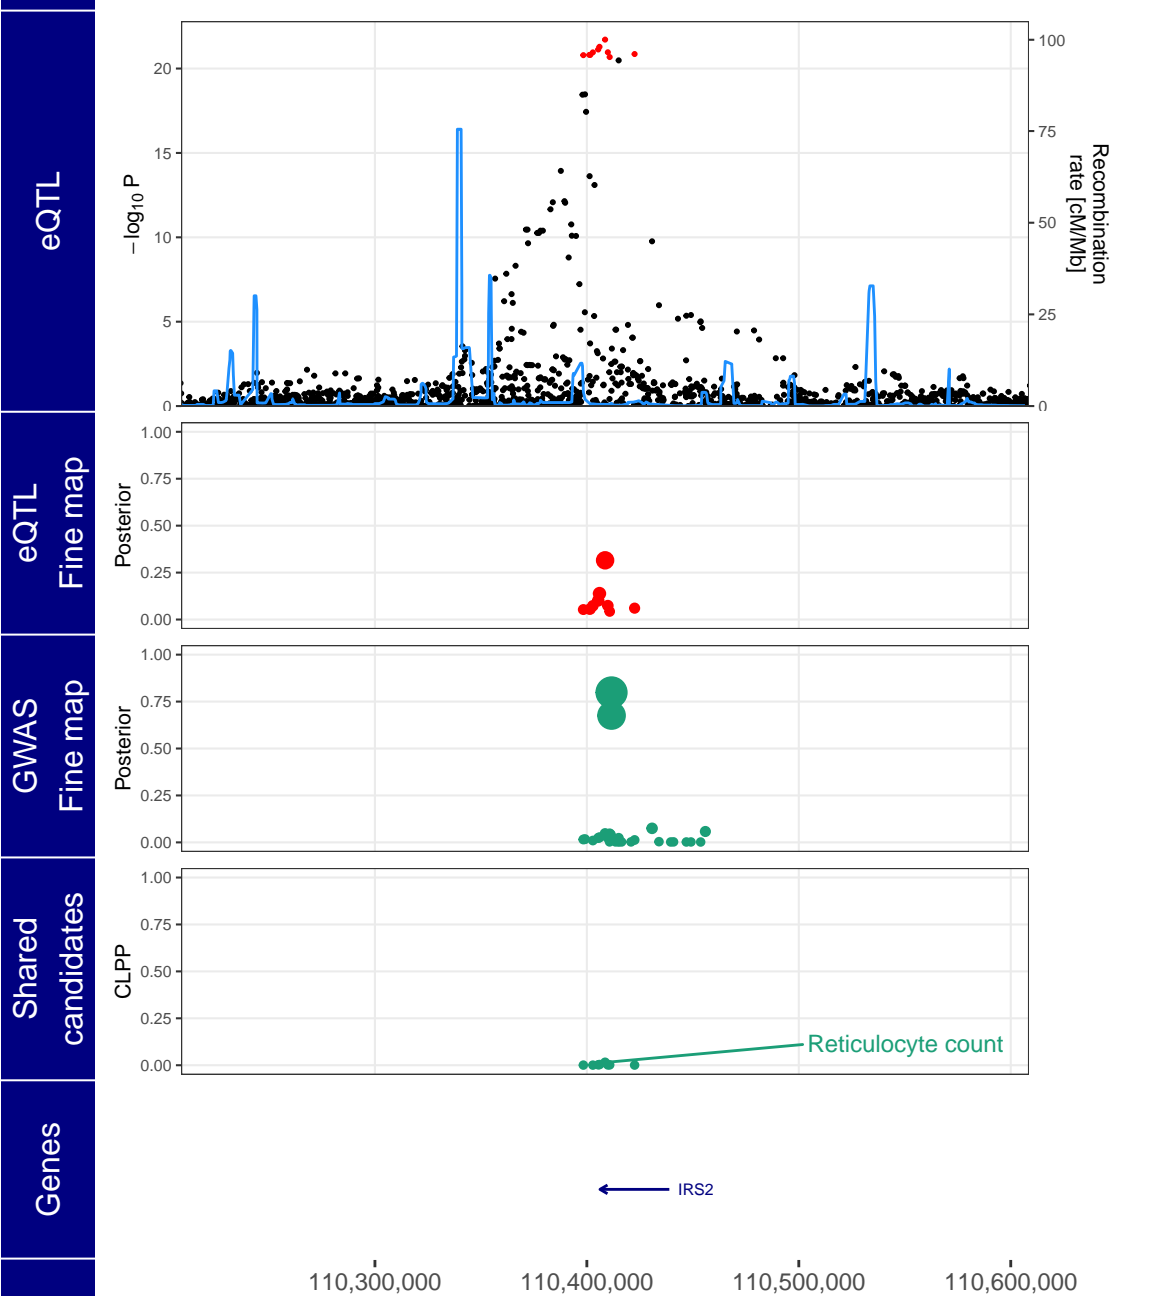 eQTL
−log10 P
20
15
10
5
0
100
75
50
25
0
Recombination
rate [cM/Mb]
eQTL
Fine map
Posterior
1.00
0.75
0.50
0.25
0.00
GWAS
Fine map
Posterior
1.00
0.75
0.50
0.25
0.00
Shared
candidates
CLPP
1.00
0.75
0.50
0.25
0.00
Reticulocyte count
Genes
IRS2
110,300,000
110,400,000
110,500,000
110,600,000